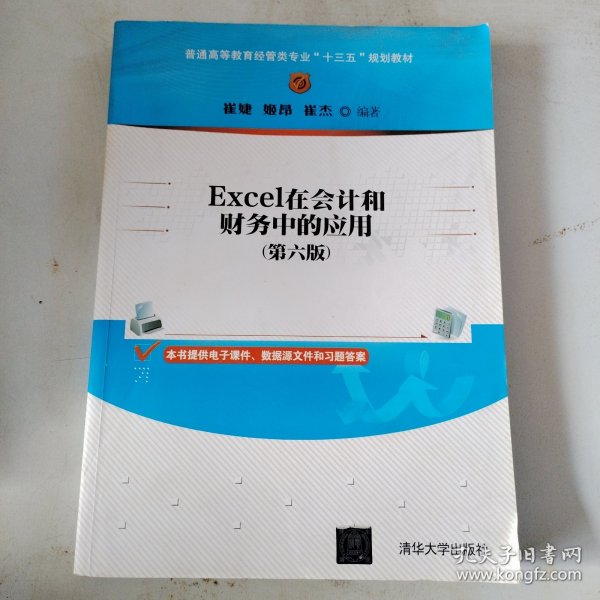 普通高等教育经管类专业“十三五”规划教材
崔婕 姬昂 崔杰 ◎ 编著
Excel在会计和
财务中的应用
(第六版)
本书提供电子课件、数据源文件和习题答案
清华大学出版社
孔夫子旧书网
www.kongfz.com